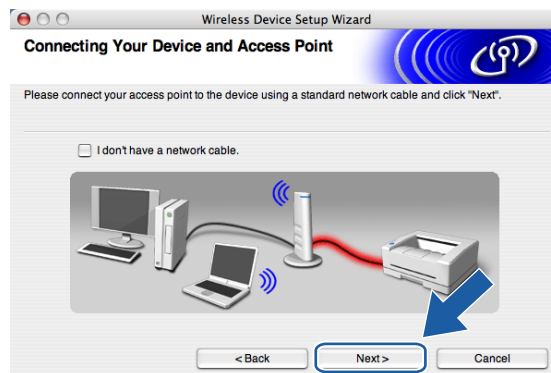 Wireless Device Setup Wizard
Connecting Your Device and Access Point
Please connect your access point to the device using a standard network cable and click "Next".
I don't have a network cable.
< Back Next > Cancel